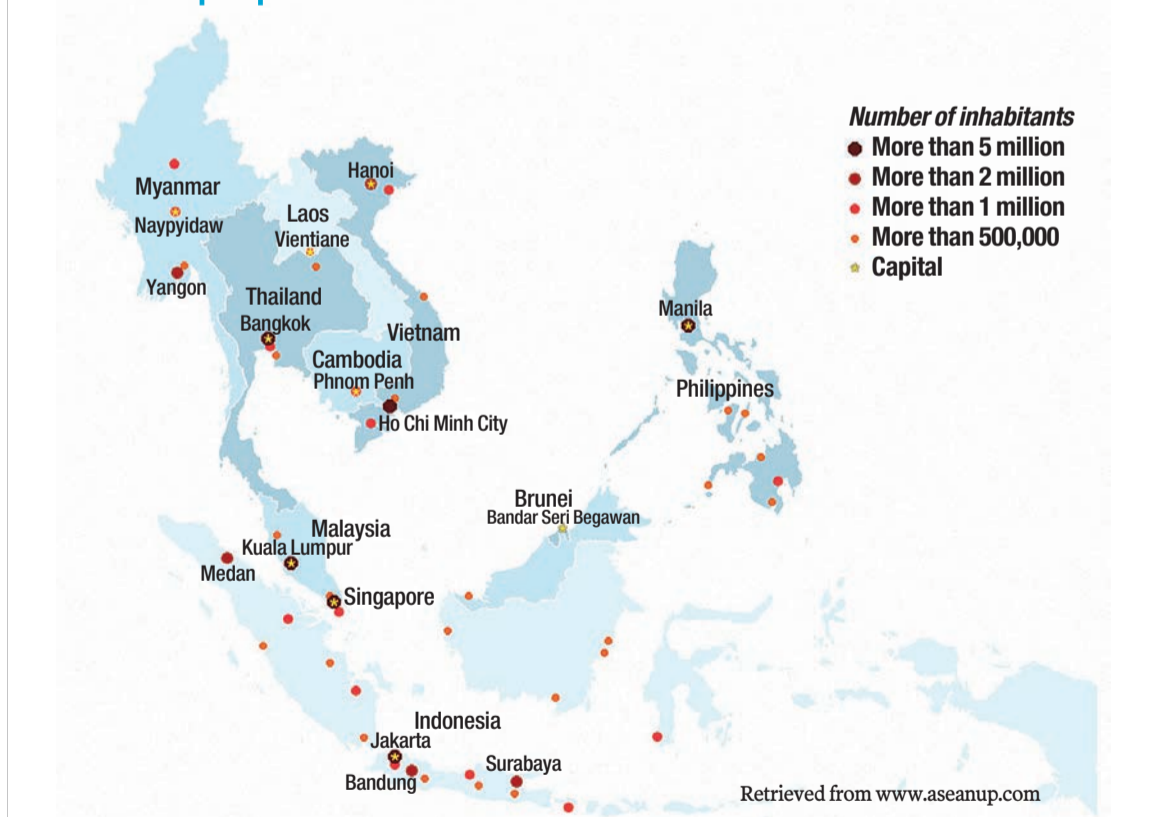 Number of inhabitants
More than 5 million
More than 2 million
More than 1 million
More than 500,000
Capital
Hanoi
Myanmar
Naypyidaw
Laos
Vientiane
Yangon
Thailand
Bangkok
Vietnam
Cambodia
Phnom Penh
Ho Chi Minh City
Manila
Philippines
Brunei
Bandar Seri Begawan
Malaysia
Kuala Lumpur
Medan
Singapore
Indonesia
Jakarta
Bandung
Surabaya
Retrieved from www.aseanup.com